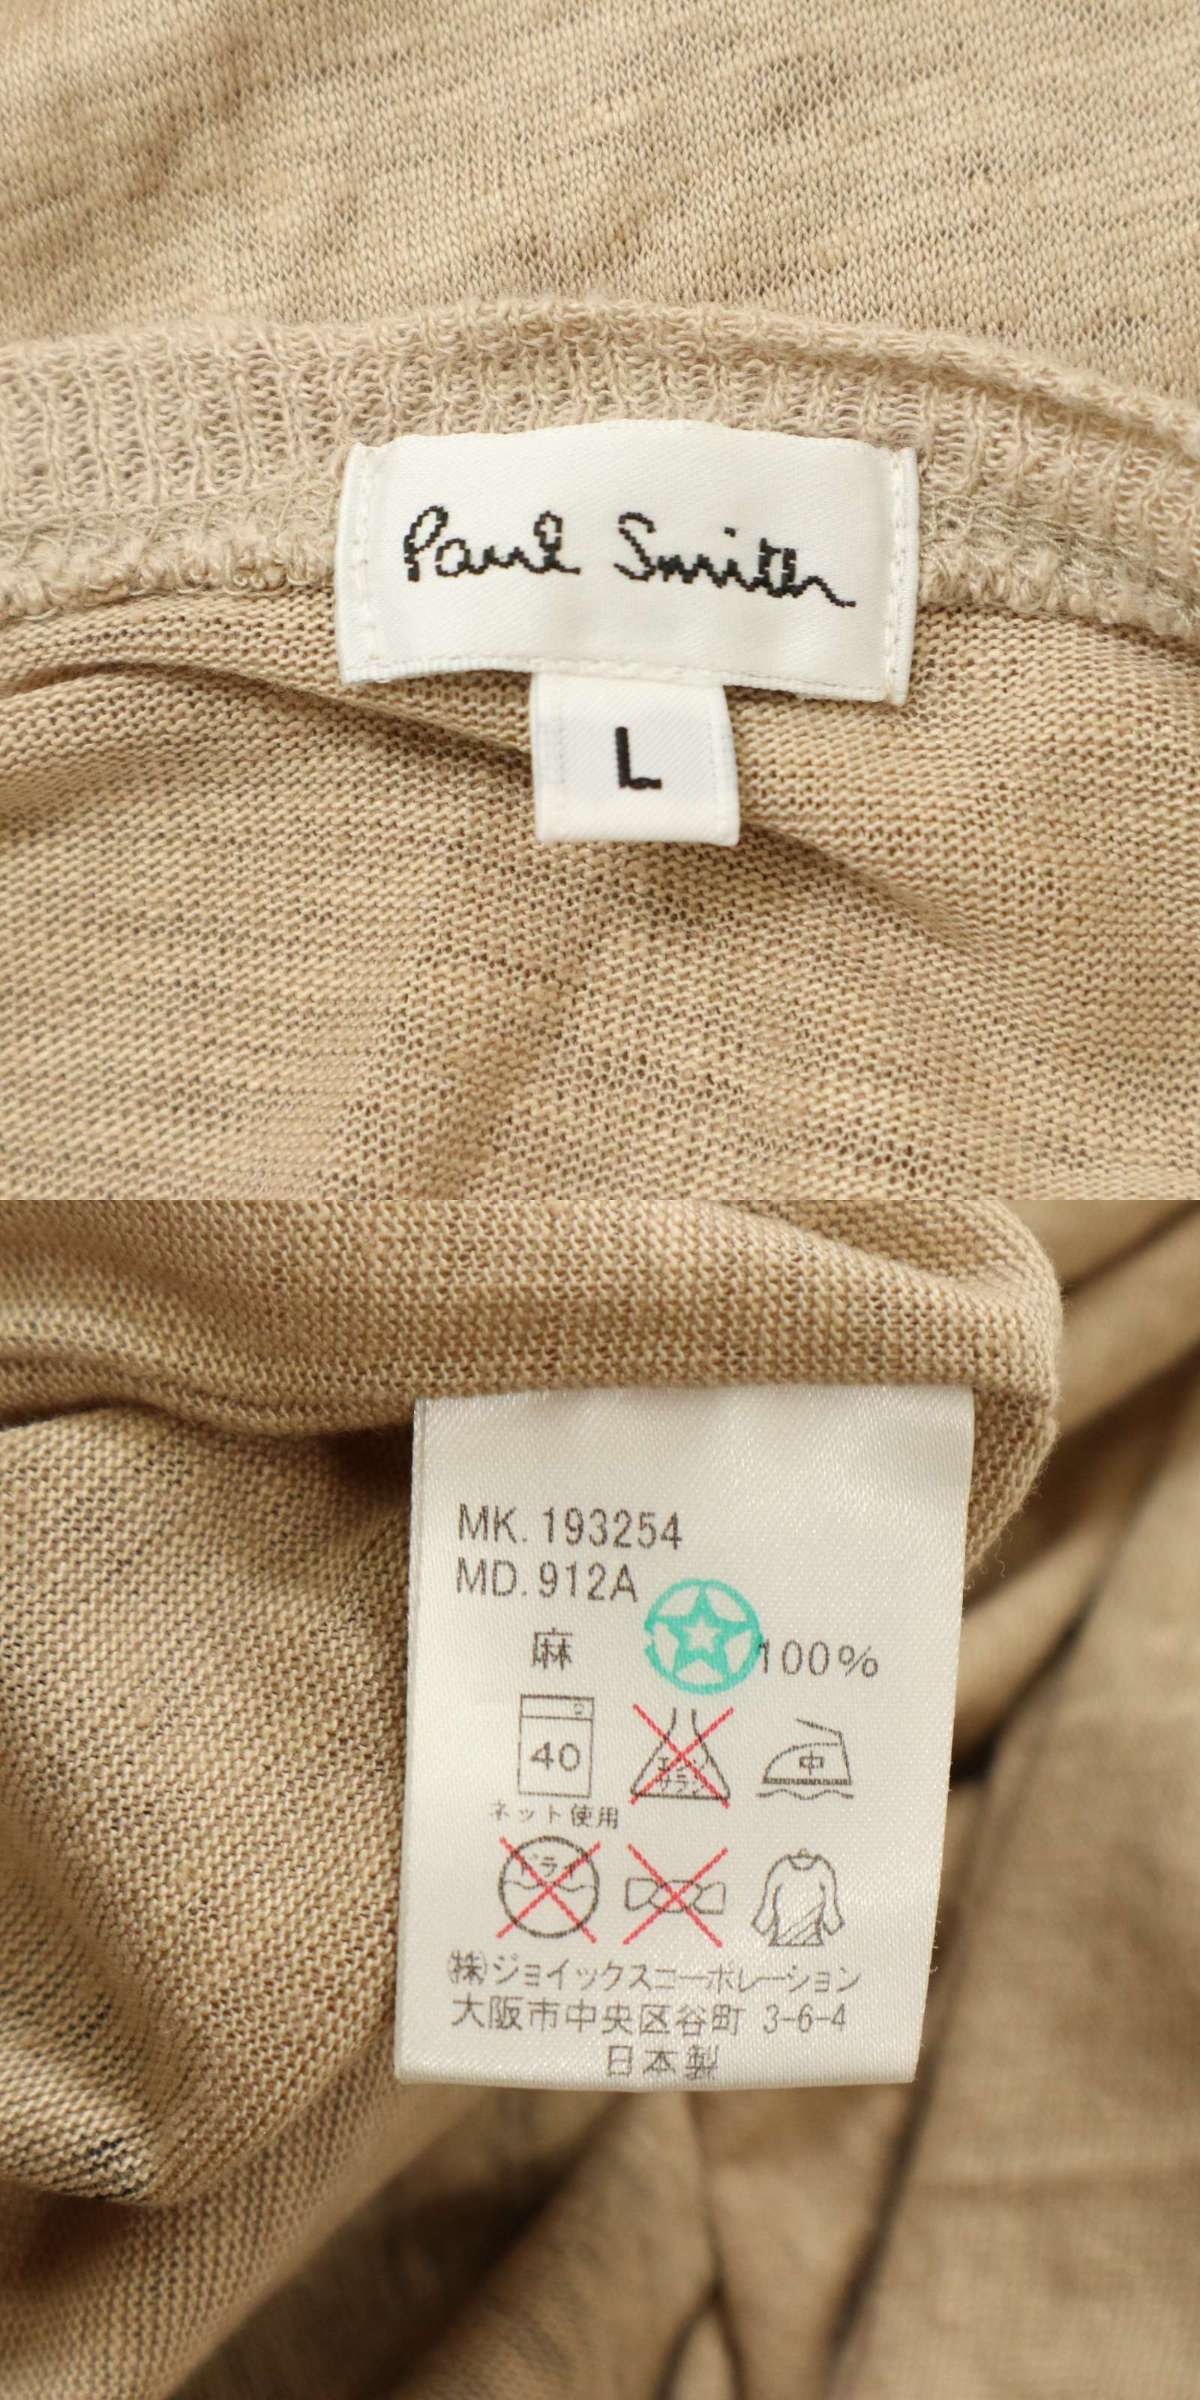 Paul Smith
L
MK. 193254
MD. 912A
麻 100%
40 エンソ サラシ 中
ネット使用
ドライ
㈱ジョイックスコーポレーション
大阪市中央区谷町 3-6-4
日本製